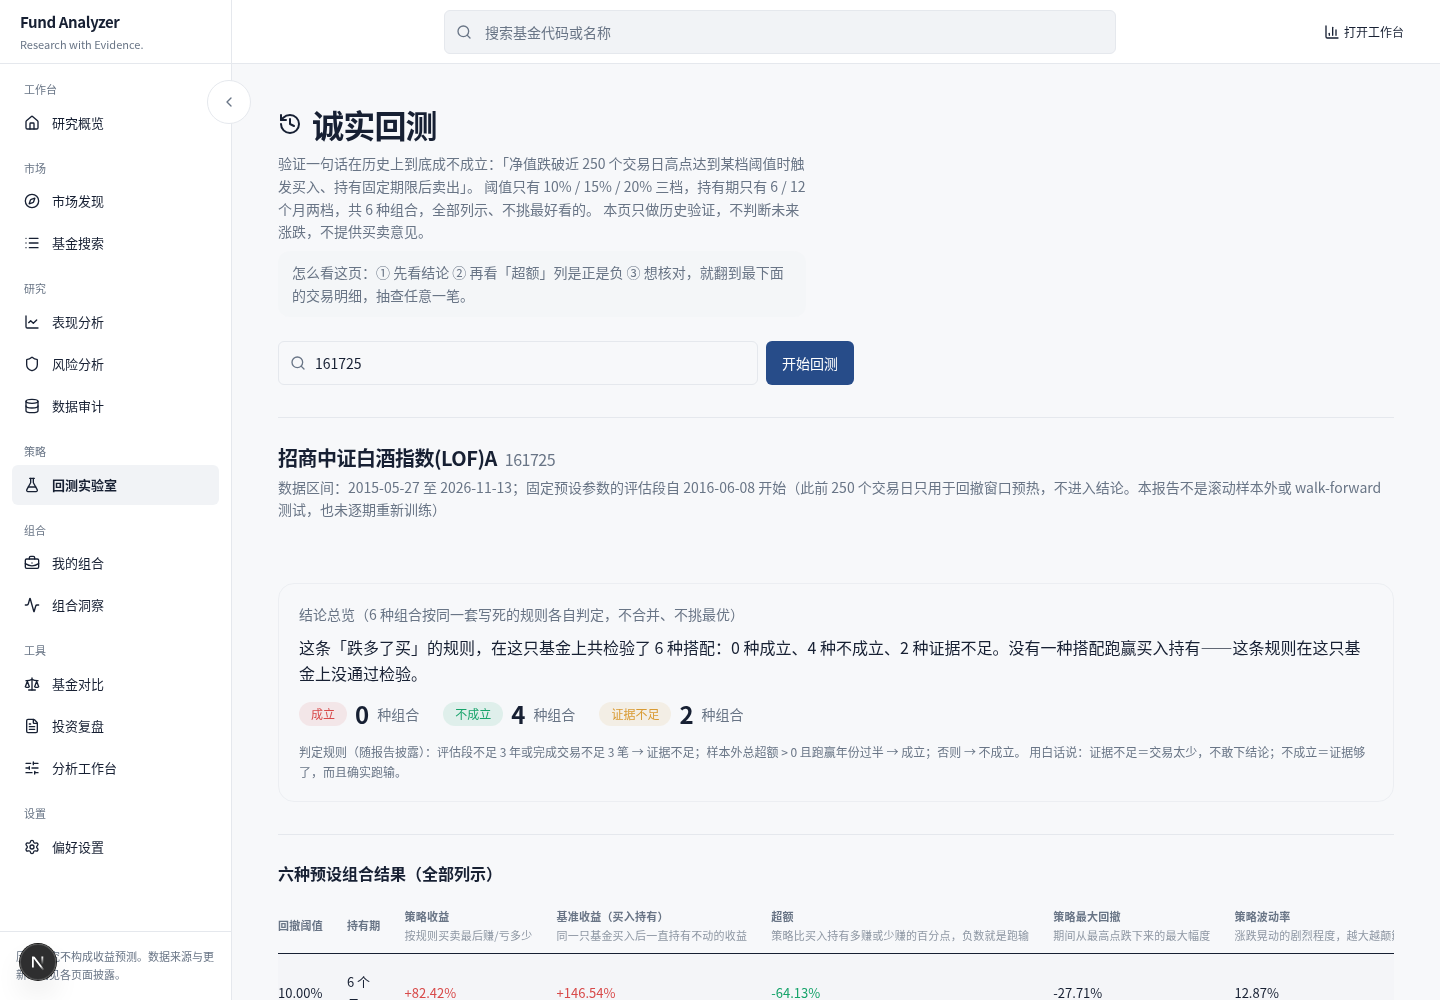 Fund Analyzer
Research with Evidence.
搜索基金代码或名称
打开工作台
工作台
研究概览
市场
市场发现
基金搜索
研究
表现分析
风险分析
数据审计
策略
回测实验室
组合
我的组合
组合洞察
工具
基金对比
投资复盘
分析工作台
设置
偏好设置
不构成收益预测。数据来源与更
见各页面披露。
N
诚实回测
验证一句话在历史上到底成不成立：「净值跌破近 250 个交易日高点达到某档阈值时触
发买入、持有固定期限后卖出」。 阈值只有 10% / 15% / 20% 三档，持有期只有 6 / 12
个月两档，共 6 种组合，全部列示、不挑最好看的。 本页只做历史验证，不判断未来
涨跌，不提供买卖意见。
怎么看这页：① 先看结论 ② 再看「超额」列是正是负 ③ 想核对，就翻到最下面
的交易明细，抽查任意一笔。
161725
开始回测
招商中证白酒指数(LOF)A 161725
数据区间：2015-05-27 至 2026-11-13；固定预设参数的评估段自 2016-06-08 开始（此前 250 个交易日只用于回撤窗口预热，不进入结论。本报告不是滚动样本外或 walk-forward
测试，也未逐期重新训练）
结论总览（6 种组合按同一套写死的规则各自判定，不合并、不挑最优）
这条「跌多了买」的规则，在这只基金上共检验了 6 种搭配：0 种成立、4 种不成立、2 种证据不足。没有一种搭配跑赢买入持有——这条规则在这只基
金上没通过检验。
成立 0 种组合 不成立 4 种组合 证据不足 2 种组合
判定规则（随报告披露）：评估段不足 3 年或完成交易不足 3 笔 → 证据不足；样本外总超额 > 0 且跑赢年份过半 → 成立；否则 → 不成立。 用白话说：证据不足＝交易太少，不敢下结论；不成立＝证据够
了，而且确实跑输。
六种预设组合结果（全部列示）
回撤阈值 持有期 策略收益 基准收益（买入持有） 超额 策略最大回撤 策略波动率
按规则买卖最后赚/亏多少 同一只基金买入后一直持有不动的收益 策略比买入持有多赚或少赚的百分点，负数就是跑输 期间从最高点跌下来的最大幅度 涨跌晃动的剧烈程度，越大越颠
6 个
10.00% +82.42% +146.54% -64.13% -27.71% 12.87%